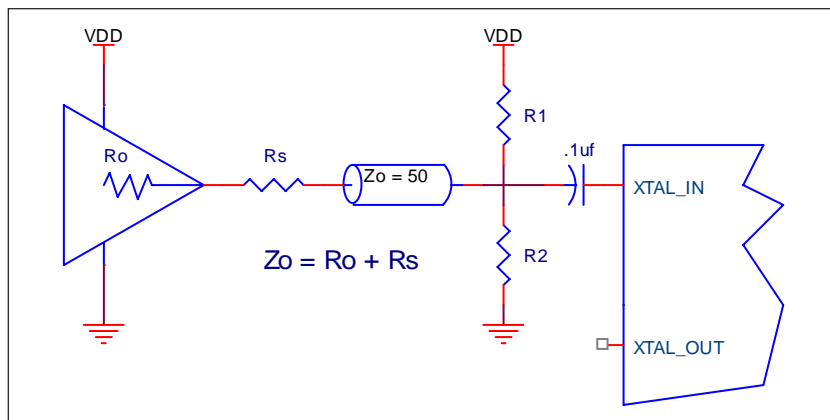 VDD
VDD
Ro
Rs
Zo = 50
R1
.1uf
XTAL_IN
Zo = Ro + Rs
R2
XTAL_OUT